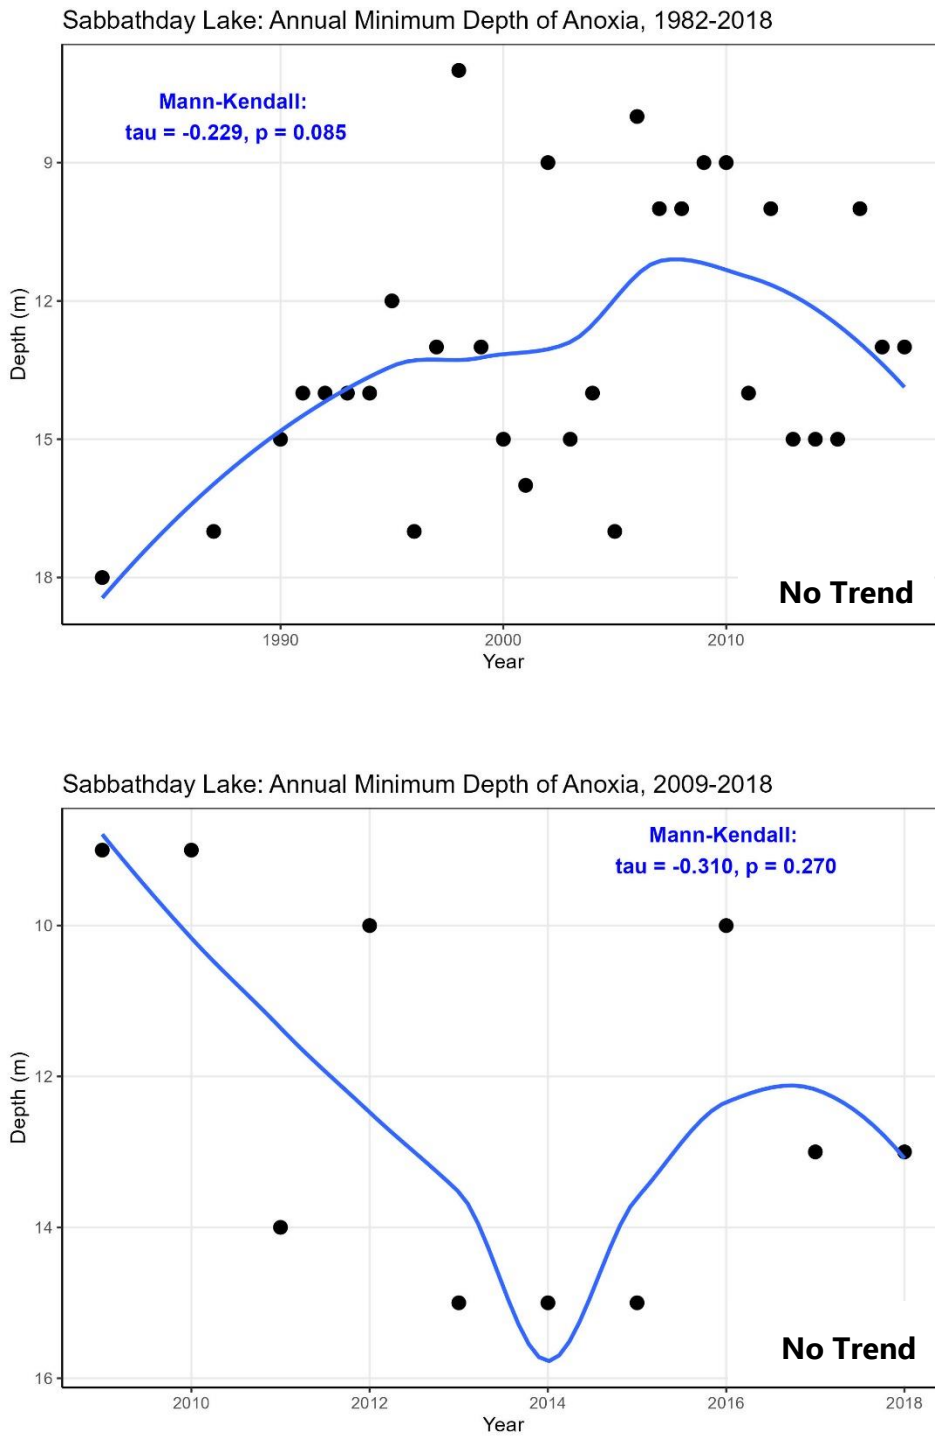 Sabbathday Lake: Annual Minimum Depth of Anoxia, 1982-2018
Mann-Kendall:
tau = -0.229, p = 0.085
9
12
15
18
Depth (m)
No Trend
1990
2000
2010
Year
Sabbathday Lake: Annual Minimum Depth of Anoxia, 2009-2018
Mann-Kendall:
tau = -0.310, p = 0.270
10
12
14
16
Depth (m)
No Trend
2010
2012
2014
2016
2018
Year